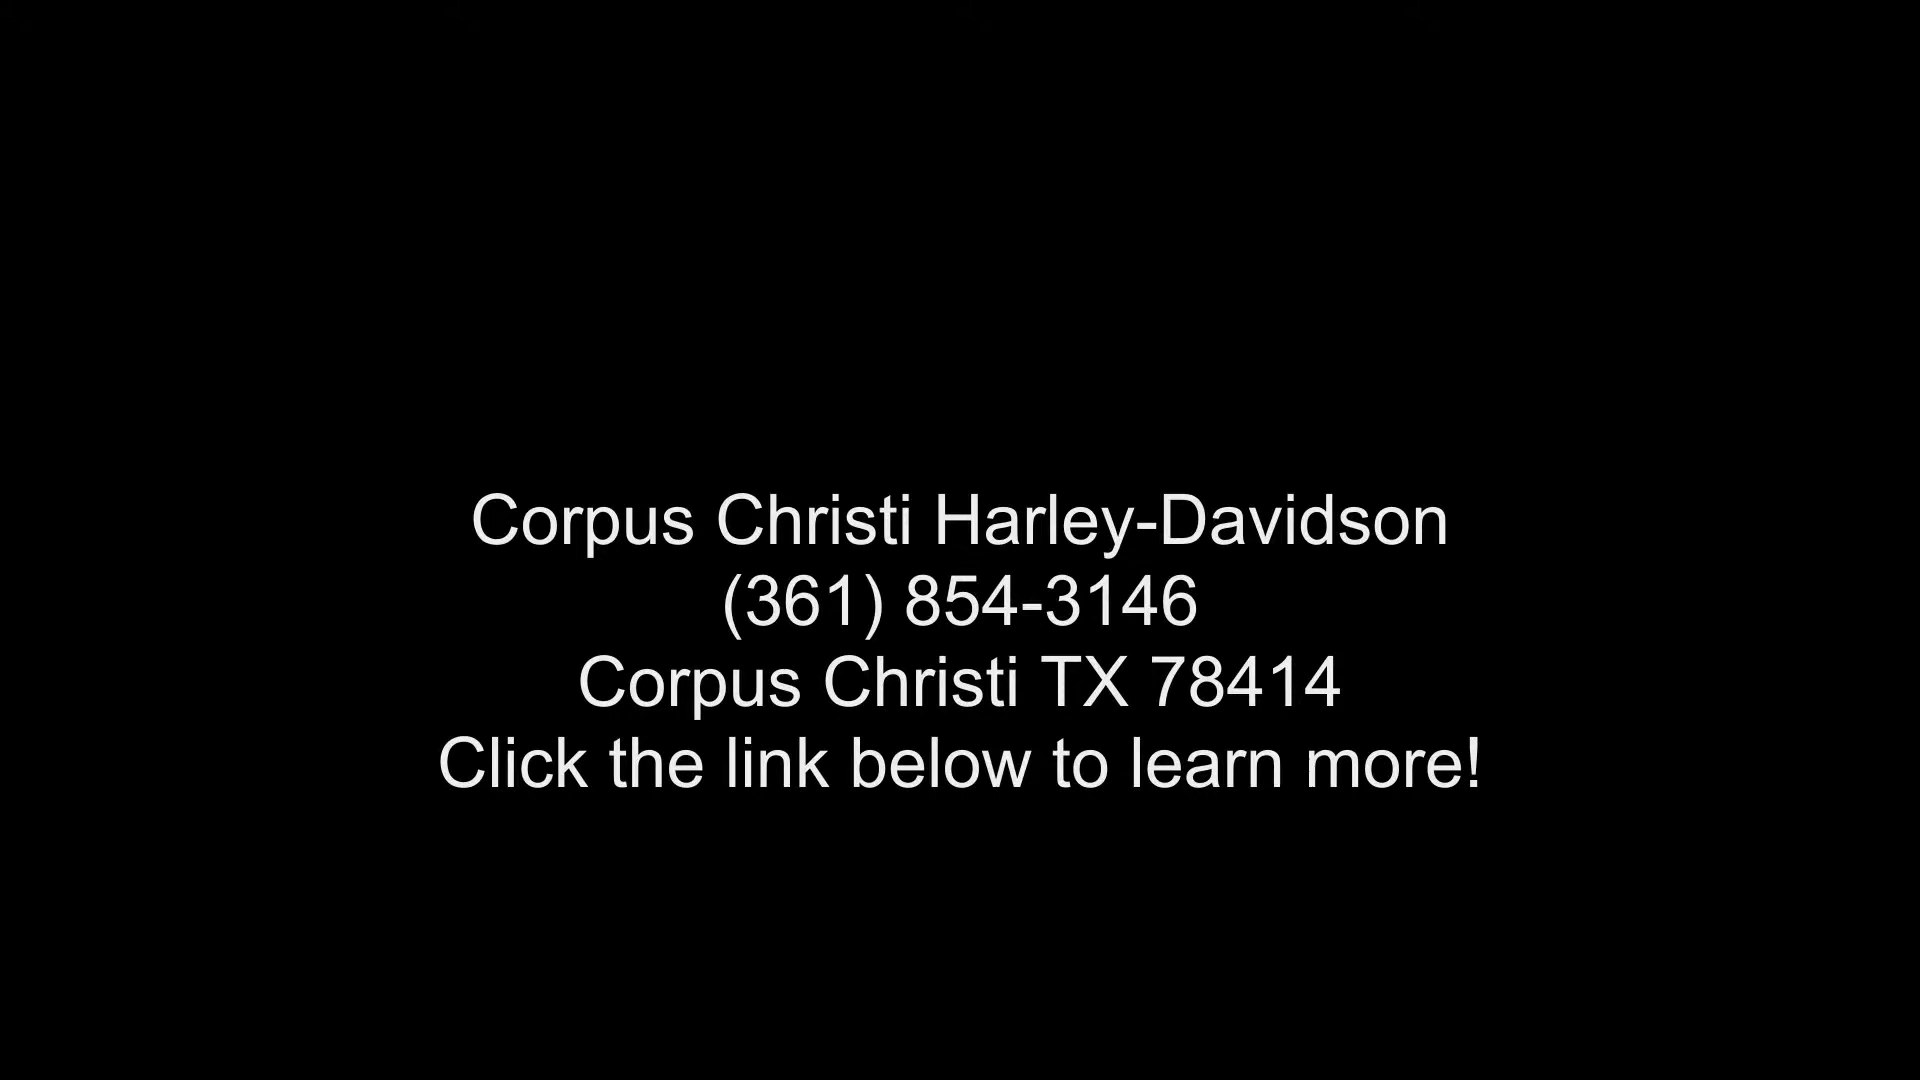 Corpus Christi Harley-Davidson
(361) 854-3146
Corpus Christi TX 78414
Click the link below to learn more!